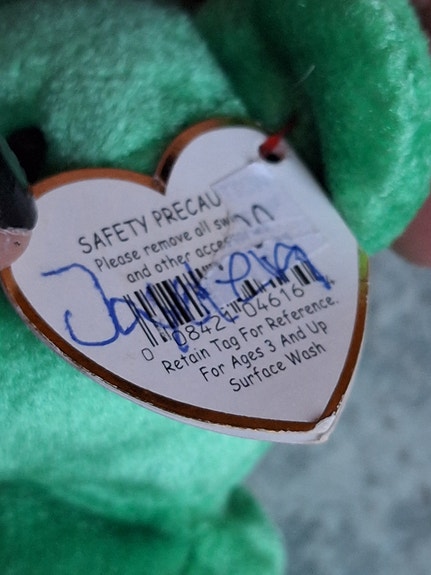 SAFETY PRECAU
Please remove all sw
and other acce
0 08421 04616
Retain Tag For Reference.
For Ages 3 And Up
Surface Wash